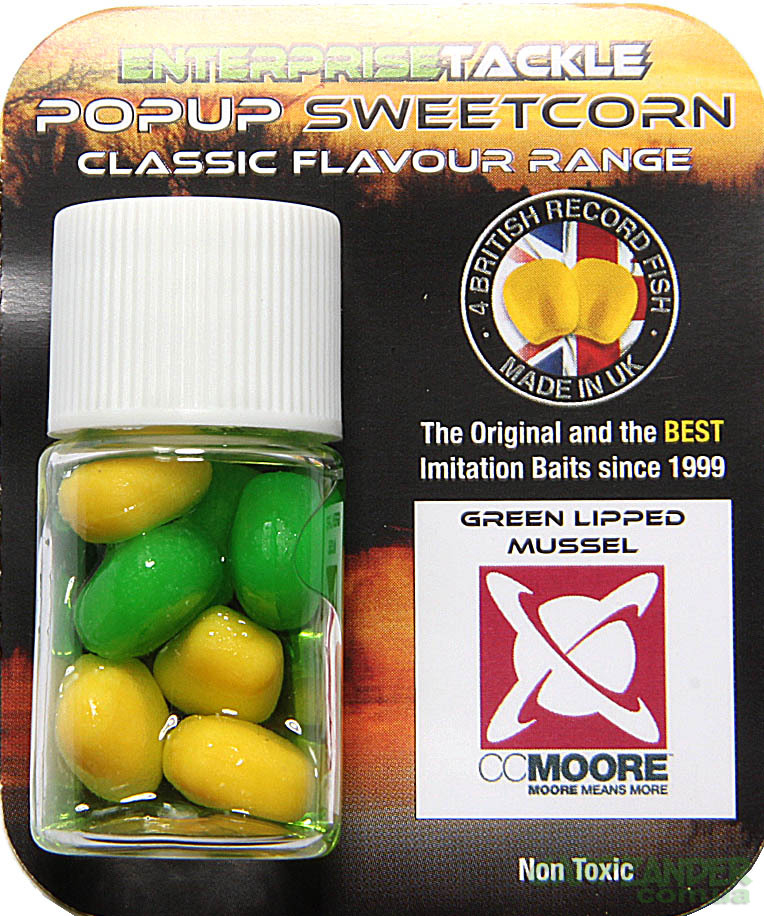 ENTERPRISETACKLE
POPUP SWEETCORN
CLASSIC FLAVOUR RANGE
4 BRITISH RECORD FISH
MADE IN UK
The Original and the BEST
Imitation Baits since 1999
GREEN LIPPED
MUSSEL
CCMOORE™
MOORE MEANS MORE
Non Toxic